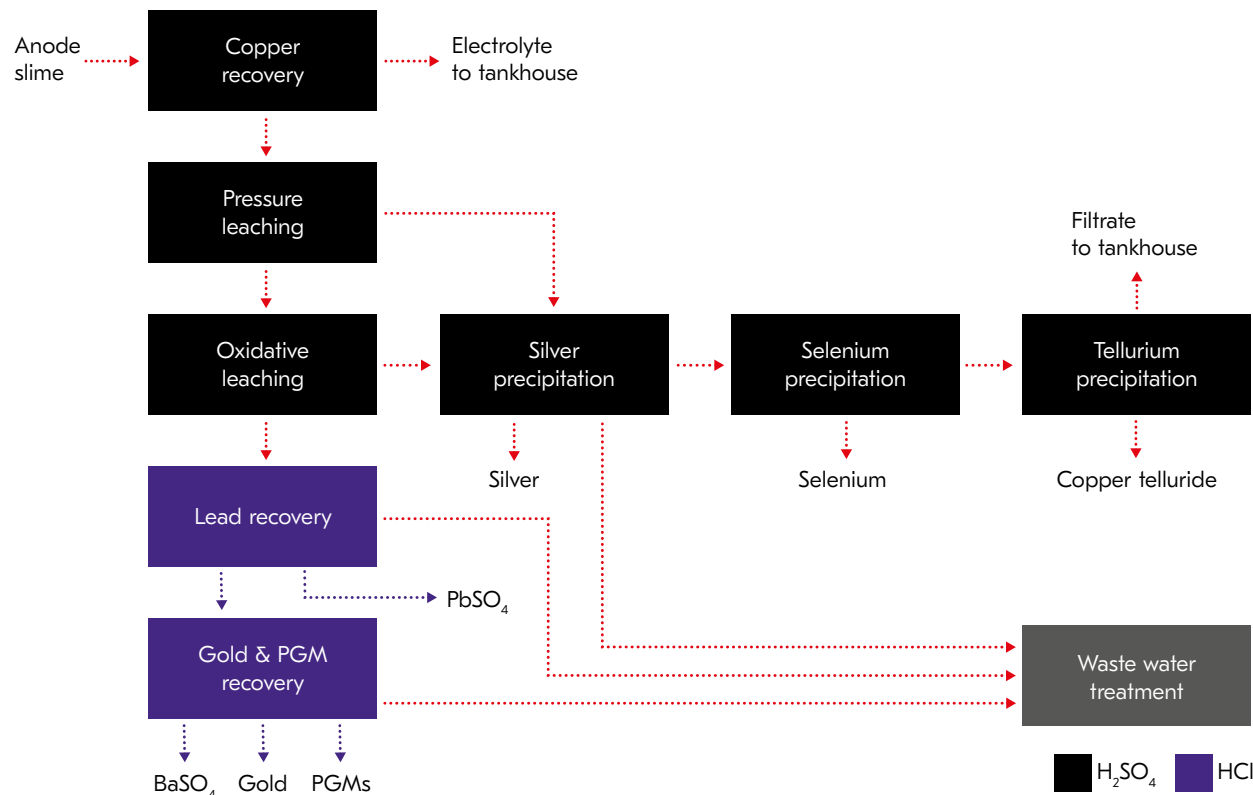 Anode
slime
Copper
recovery
Electrolyte
to tankhouse
Pressure
leaching
Filtrate
to tankhouse
Oxidative
leaching
Silver
precipitation
Selenium
precipitation
Tellurium
precipitation
Silver
Selenium
Copper telluride
Lead recovery
PbSO₄
Gold & PGM
recovery
Waste water
treatment
BaSO₄
Gold
PGMs
H₂SO₄
HCl